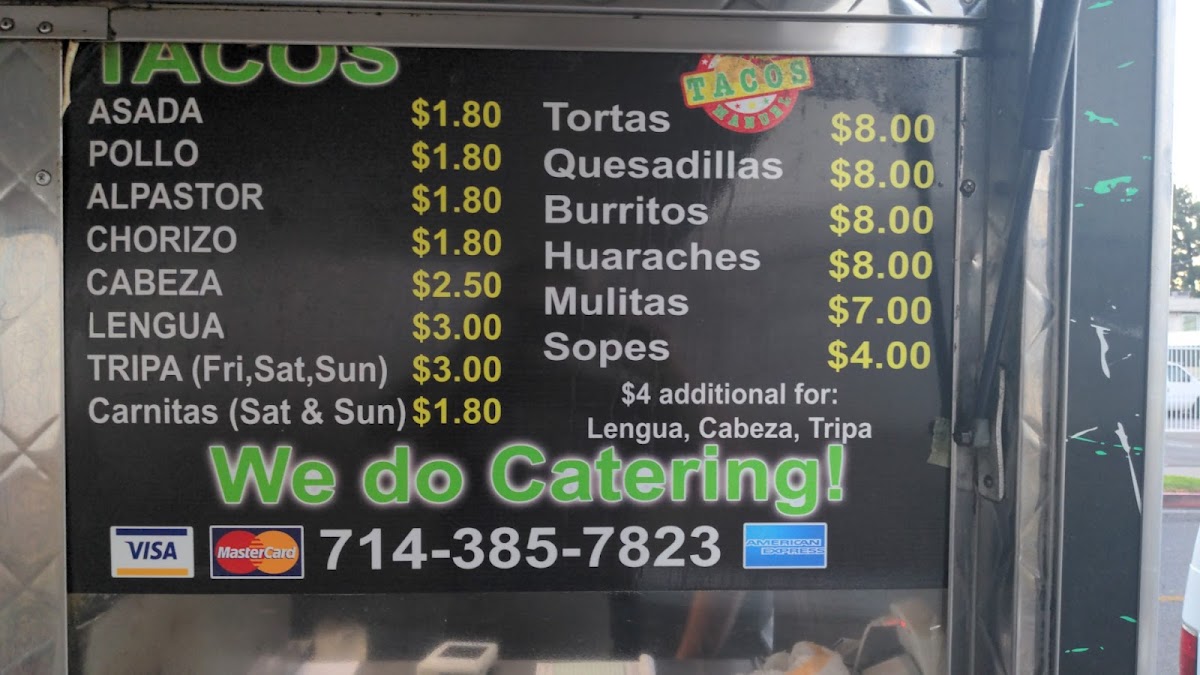 TACOS
ASADA $1.80
POLLO $1.80
ALPASTOR $1.80
CHORIZO $1.80
CABEZA $2.50
LENGUA $3.00
TRIPA (Fri,Sat,Sun) $3.00
Carnitas (Sat & Sun) $1.80
TACOS
MANUEL
Tortas $8.00
Quesadillas $8.00
Burritos $8.00
Huaraches $8.00
Mulitas $7.00
Sopes $4.00
$4 additional for:
Lengua, Cabeza, Tripa
We do Catering!
VISA MasterCard 714-385-7823 AMERICAN
EXPRESS